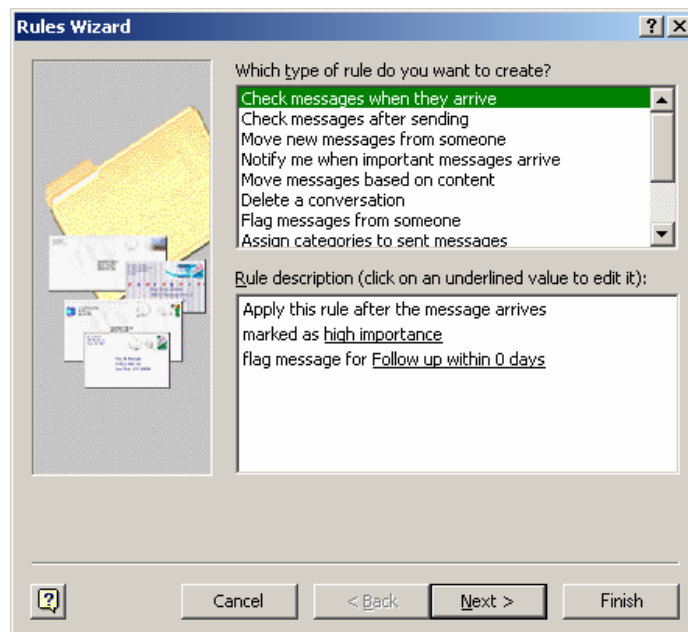 Rules Wizard
Which type of rule do you want to create?
Check messages when they arrive
Check messages after sending
Move new messages from someone
Notify me when important messages arrive
Move messages based on content
Delete a conversation
Flag messages from someone
Assign categories to sent messages
Rule description (click on an underlined value to edit it):
Apply this rule after the message arrives
marked as high importance
flag message for Follow up within 0 days
Cancel
< Back
Next >
Finish